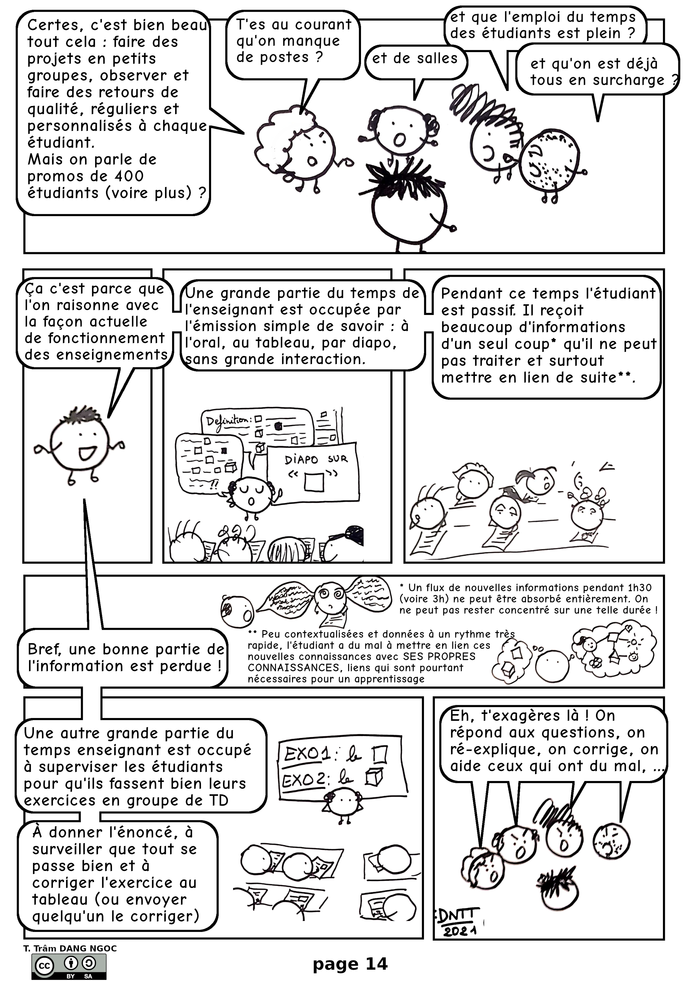 Certes, c'est bien beau
tout cela : faire des
projets en petits
groupes, observer et
faire des retours de
qualité, réguliers et
personnalisés à chaque
étudiant.
Mais on parle de
promos de 400
étudiants (voire plus) ?
T'es au courant
qu'on manque
de postes ?
et de salles
et que l'emploi du temps
des étudiants est plein ?
et qu'on est déjà
tous en surcharge ?
Ça c'est parce que
l'on raisonne avec
la façon actuelle
de fonctionnement
des enseignements
Une grande partie du temps de
l'enseignant est occupée par
l'émission simple de savoir : à
l'oral, au tableau, par diapo,
sans grande interaction.
Definition:
!!
DiAPO SUR
« »
Pendant ce temps l'étudiant
est passif. Il reçoit
beaucoup d'informations
d'un seul coup* qu'il ne peut
pas traiter et surtout
mettre en lien de suite**.
Bref, une bonne partie de
l'information est perdue !
* Un flux de nouvelles informations pendant 1h30
(voire 3h) ne peut être absorbé entièrement. On
ne peut pas rester concentré sur une telle durée !
** Peu contextualisées et données à un rythme très
rapide, l'étudiant a du mal à mettre en lien ces
nouvelles connaissances avec SES PROPRES
CONNAISSANCES, liens qui sont pourtant
nécessaires pour un apprentissage
Une autre grande partie du
temps enseignant est occupé
à superviser les étudiants
pour qu'ils fassent bien leurs
exercices en groupe de TD
EXO1: le
EXO2: le
À donner l'énoncé, à
surveiller que tout se
passe bien et à
corriger l'exercice au
tableau (ou envoyer
quelqu'un le corriger)
Eh, t'exagères là ! On
répond aux questions, on
ré-explique, on corrige, on
aide ceux qui ont du mal, ...
DNTT
2021
T. Trâm DANG NGOC
cc BY SA
page 14